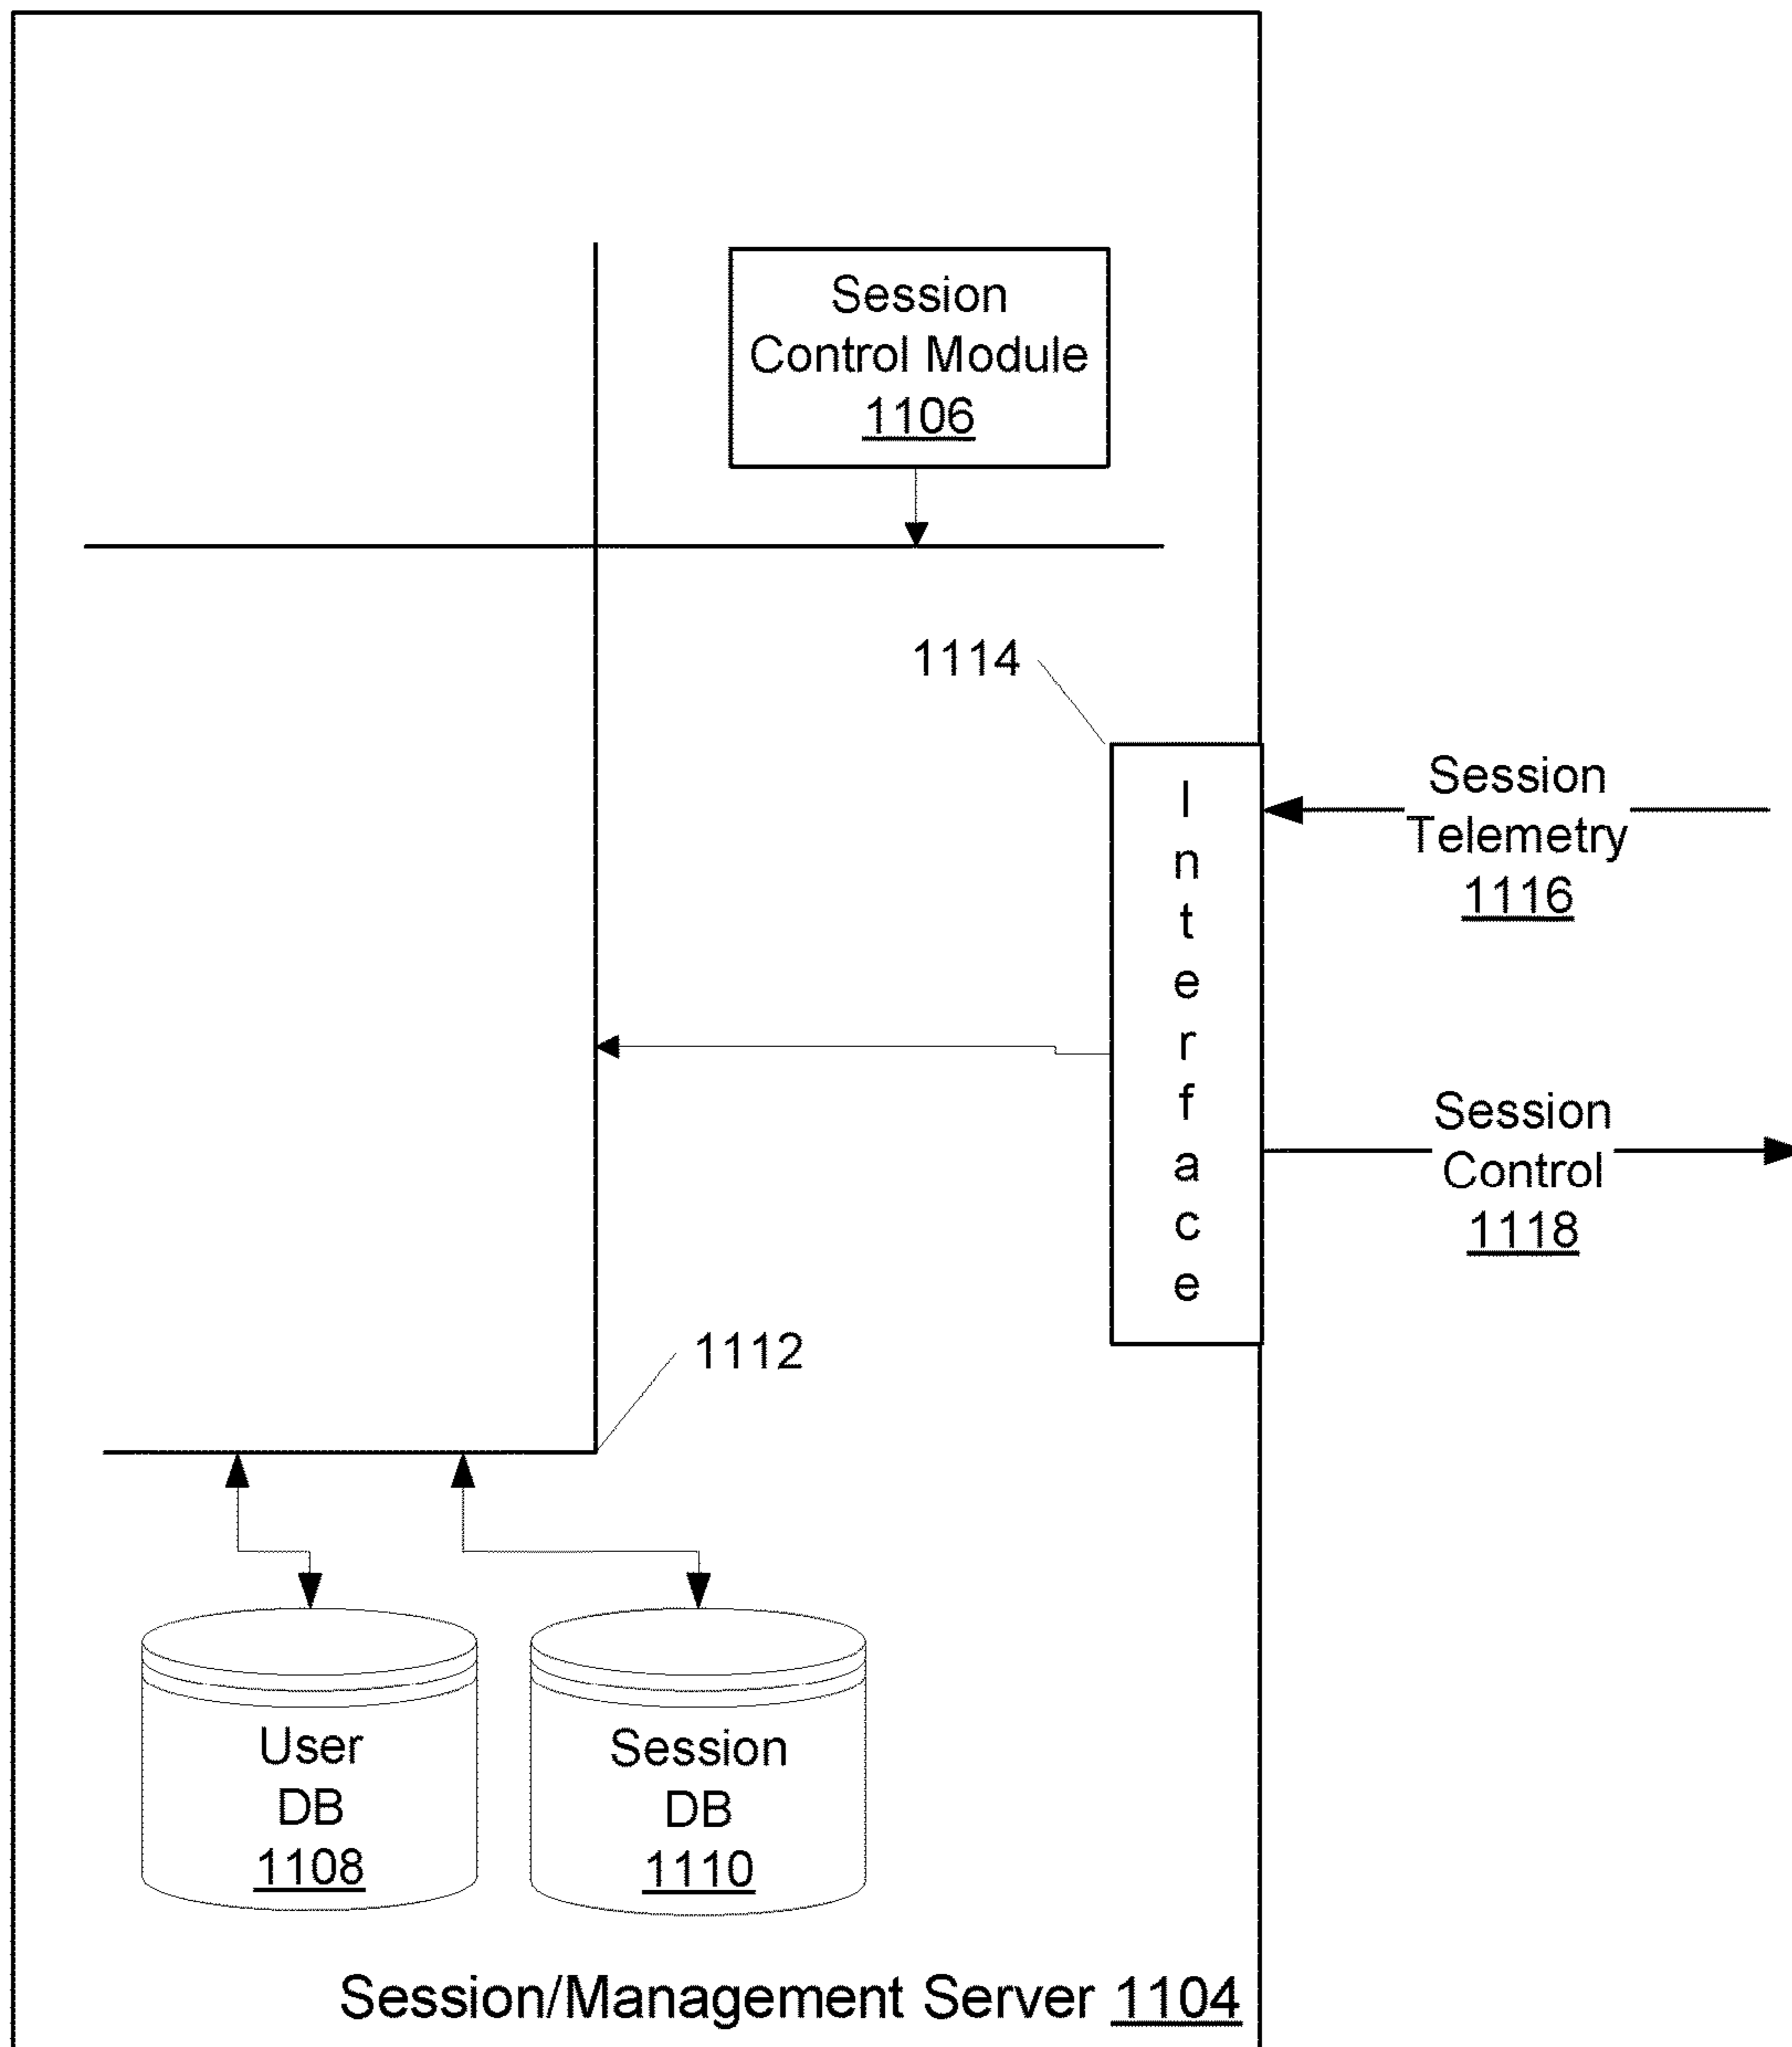 Session
Control Module
1106
1114
Interface
Session
Telemetry
1116
Session
Control
1118
1112
User
DB
1108
Session
DB
1110
Session/Management Server 1104